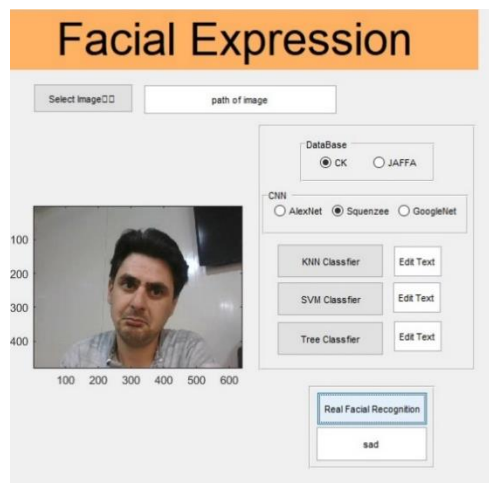 Facial Expression
Select Image▯▯
path of image
DataBase
CK
JAFFA
CNN
AlexNet
Squenzee
GoogleNet
KNN Classfier
Edit Text
SVM Classfier
Edit Text
Tree Classfier
Edit Text
100
200
300
400
100 200 300 400 500 600
Real Facial Recognition
sad